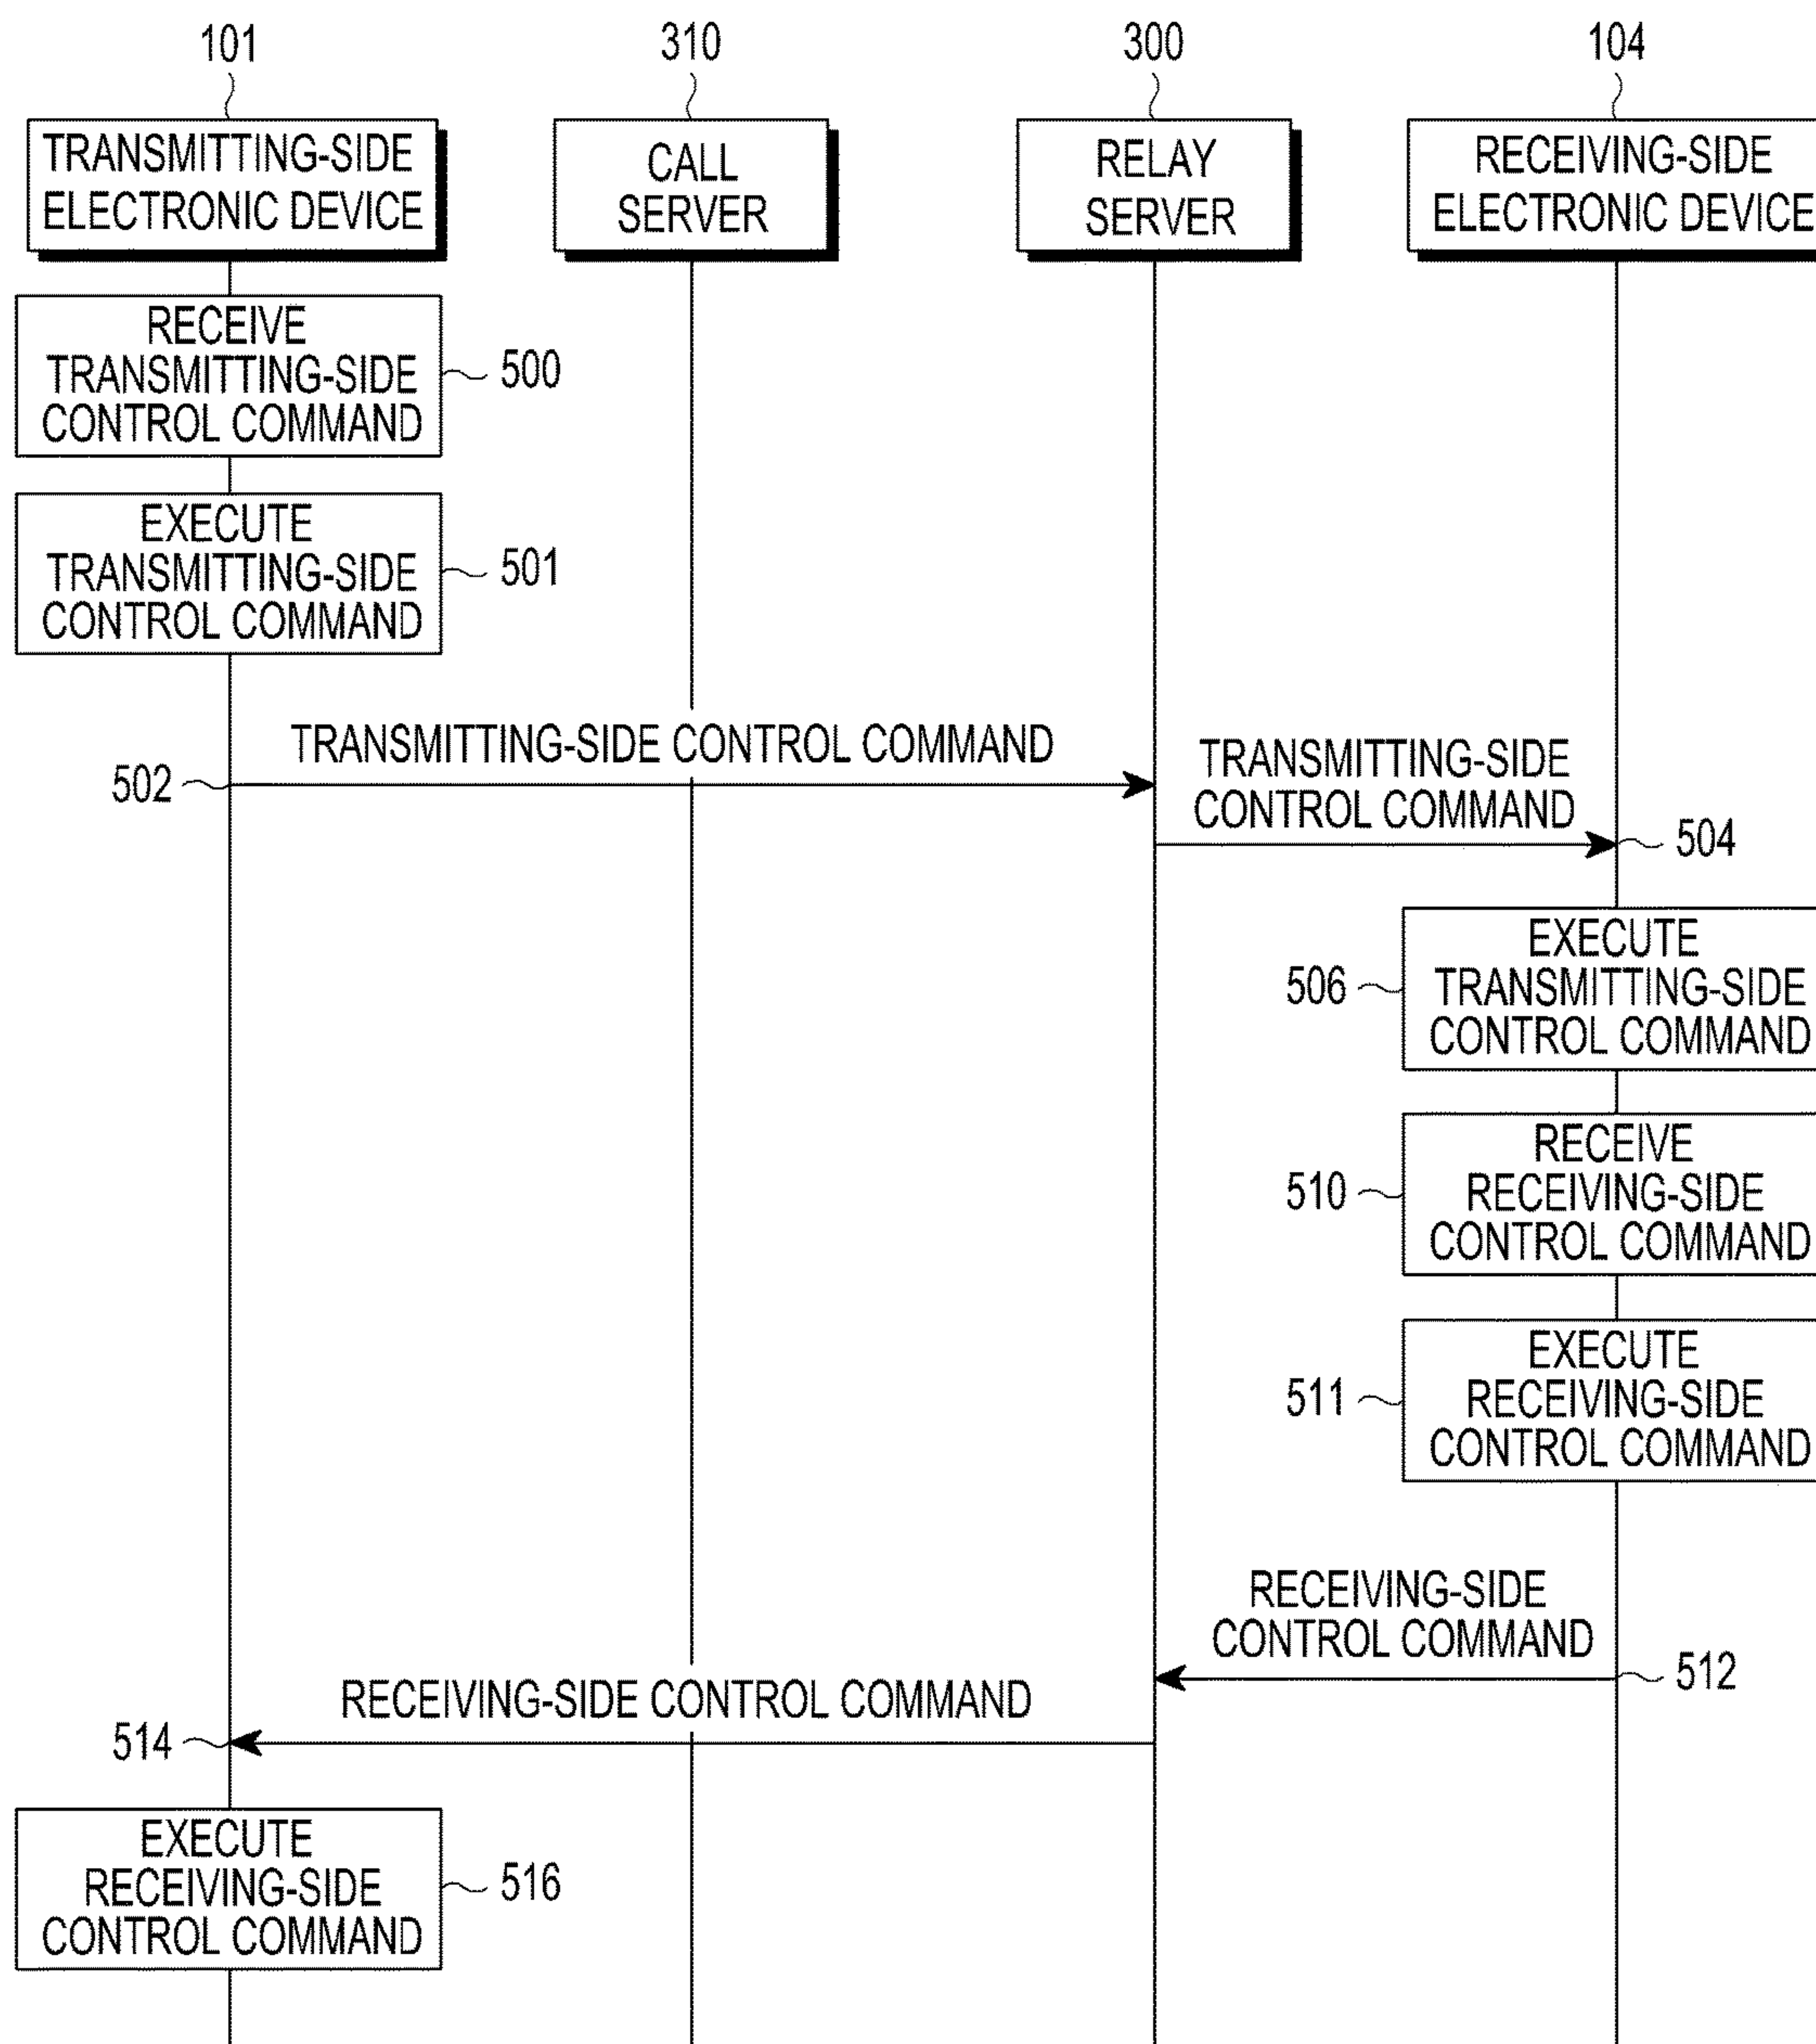 101
310
300
104
TRANSMITTING-SIDE
ELECTRONIC DEVICE
CALL
SERVER
RELAY
SERVER
RECEIVING-SIDE
ELECTRONIC DEVICE
RECEIVE
TRANSMITTING-SIDE
CONTROL COMMAND
500
EXECUTE
TRANSMITTING-SIDE
CONTROL COMMAND
501
TRANSMITTING-SIDE CONTROL COMMAND
502
TRANSMITTING-SIDE
CONTROL COMMAND
504
EXECUTE
TRANSMITTING-SIDE
CONTROL COMMAND
506
RECEIVE
RECEIVING-SIDE
CONTROL COMMAND
510
EXECUTE
RECEIVING-SIDE
CONTROL COMMAND
511
RECEIVING-SIDE
CONTROL COMMAND
512
RECEIVING-SIDE CONTROL COMMAND
514
EXECUTE
RECEIVING-SIDE
CONTROL COMMAND
516